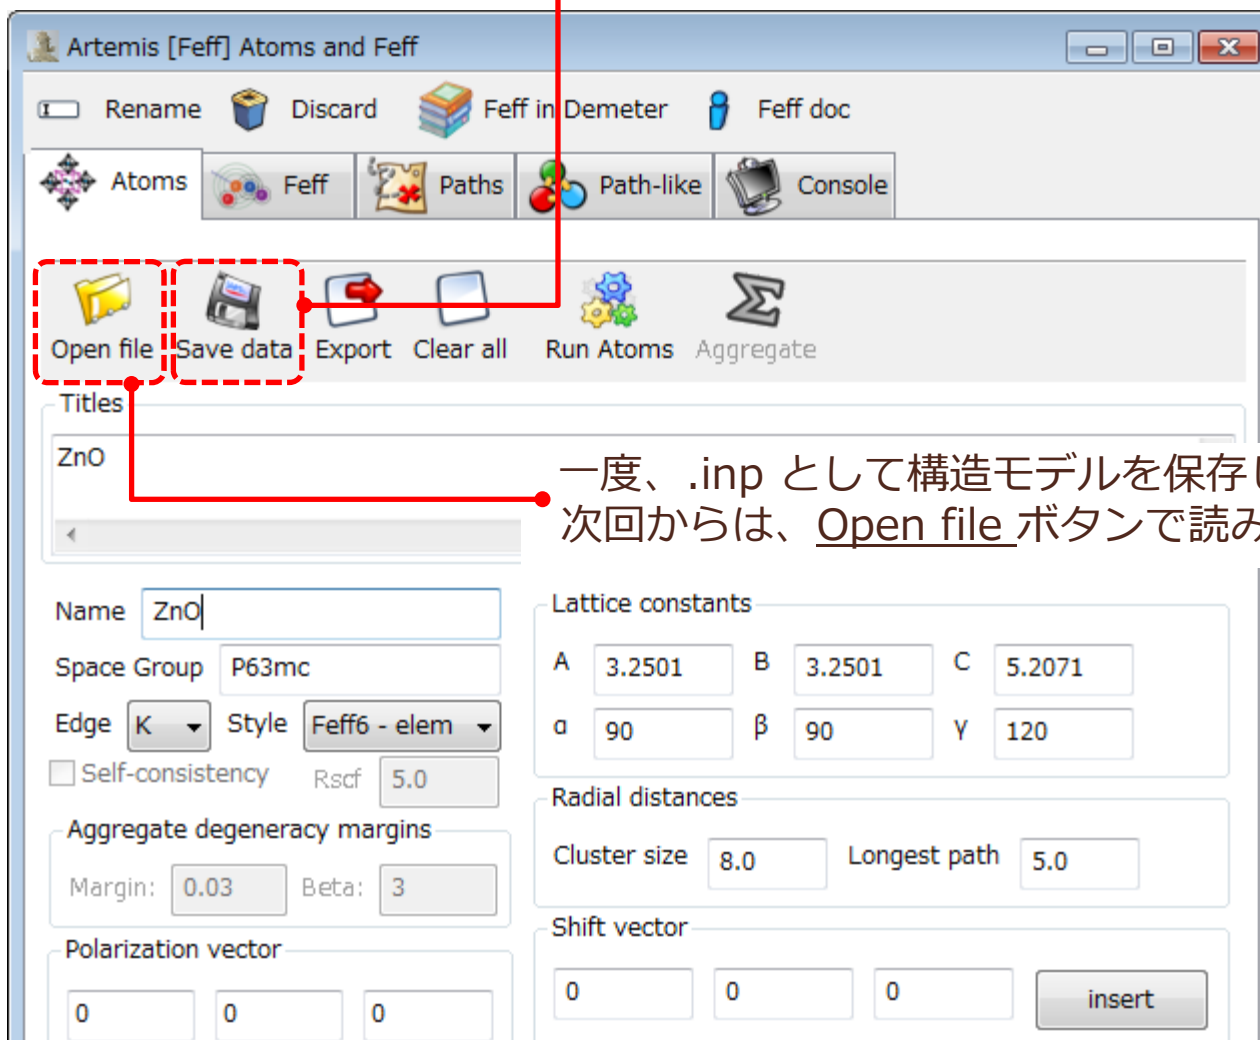 Artemis [Feff] Atoms and Feff
Rename Discard Feff in Demeter Feff doc
Atoms Feff Paths Path-like Console
Open file Save data Export Clear all Run Atoms Aggregate
Titles
ZnO
一度、.inp として構造モデルを保存し
次回からは、Open file ボタンで読み
Name ZnO
Space Group P63mc
Edge K Style Feff6 - elem
Self-consistency Rscf 5.0
Aggregate degeneracy margins
Margin: 0.03 Beta: 3
Polarization vector
0 0 0
Lattice constants
A 3.2501 B 3.2501 C 5.2071
α 90 β 90 γ 120
Radial distances
Cluster size 8.0 Longest path 5.0
Shift vector
0 0 0 insert